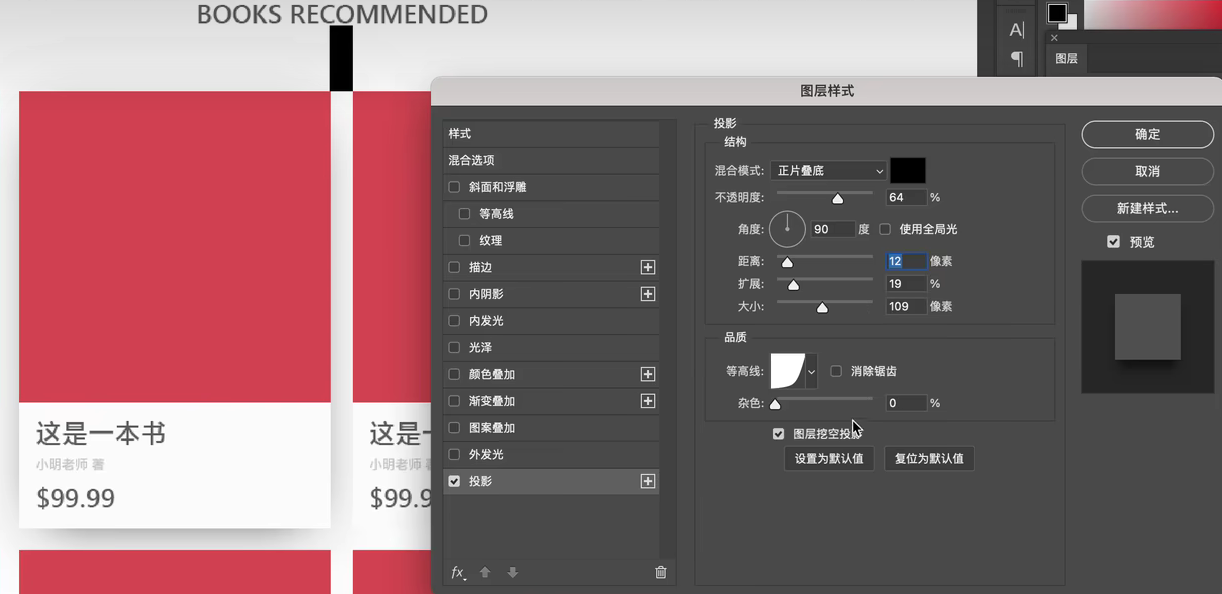 BOOKS RECOMMENDED
A|
图层
图层样式
样式
混合选项
斜面和浮雕
等高线
纹理
描边
内阴影
内发光
光泽
颜色叠加
渐变叠加
图案叠加
外发光
投影
fx
投影
结构
混合模式: 正片叠底
不透明度: 64 %
角度: 90 度 使用全局光
距离: 12 像素
扩展: 19 %
大小: 109 像素
品质
等高线: 消除锯齿
杂色: 0 %
图层挖空投影
设置为默认值 复位为默认值
确定
取消
新建样式...
预览
这是一本书
小明老师 著
$99.99
这是一
小明老师
$99.9